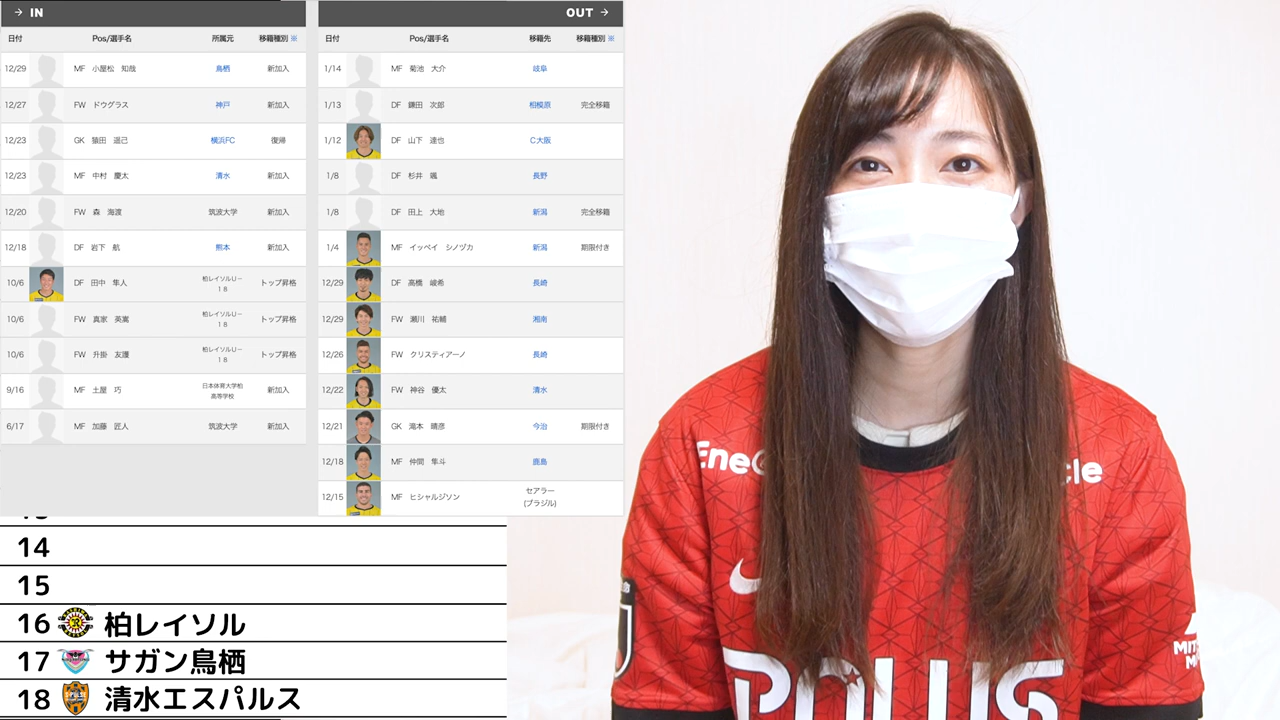 → IN
日付 Pos/選手名 所属元 移籍種別 ※
12/29 MF 小屋松 知哉 鳥栖 新加入
12/27 FW ドウグラス 神戸 新加入
12/23 GK 猿田 遥己 横浜FC 復帰
12/23 MF 中村 慶太 清水 新加入
12/20 FW 森 海渡 筑波大学 新加入
12/18 DF 岩下 航 熊本 新加入
10/6 DF 田中 隼人 柏レイソルU-18 トップ昇格
10/6 FW 真家 英嵩 柏レイソルU-18 トップ昇格
10/6 FW 升掛 友護 柏レイソルU-18 トップ昇格
9/16 MF 土屋 巧 日本体育大学柏高等学校 新加入
6/17 MF 加藤 匠人 筑波大学 新加入
OUT →
日付 Pos/選手名 移籍先 移籍種別 ※
1/14 MF 菊池 大介 岐阜
1/13 DF 鎌田 次郎 相模原 完全移籍
1/12 DF 山下 達也 C大阪
1/8 DF 杉井 颯 長野
1/8 DF 田上 大地 新潟 完全移籍
1/4 MF イッペイ シノヅカ 新潟 期限付き
12/29 DF 高橋 峻希 長崎
12/29 FW 瀬川 祐輔 湘南
12/26 FW クリスティアーノ 長崎
12/22 FW 神谷 優太 清水
12/21 GK 滝本 晴彦 今治 期限付き
12/18 MF 仲間 隼斗 鹿島
12/15 MF ヒシャルジソン セアラー(ブラジル)
14
15
16 柏レイソル
17 サガン鳥栖
18 清水エスパルス
POLUS